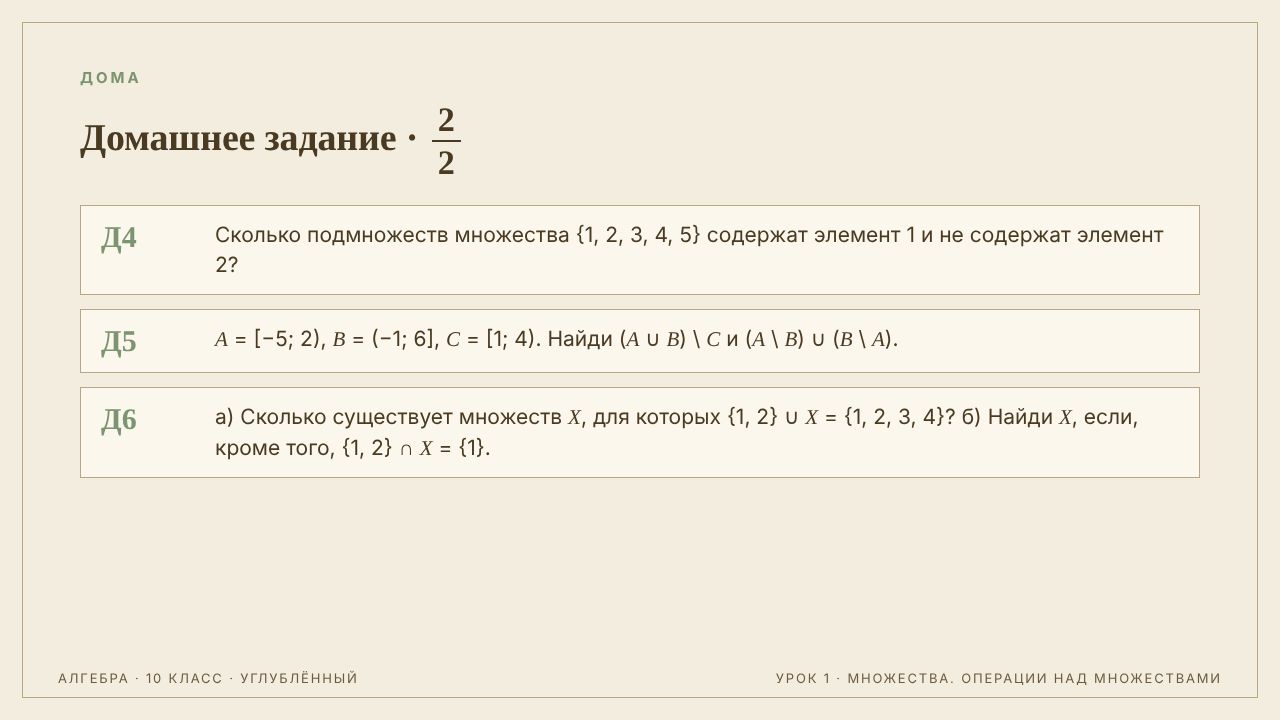 ДОМА
Домашнее задание · 2/2
Д4
Сколько подмножеств множества {1, 2, 3, 4, 5} содержат элемент 1 и не содержат элемент
2?
Д5
A = [−5; 2), B = (−1; 6], C = [1; 4). Найди (A ∪ B) \ C и (A \ B) ∪ (B \ A).
Д6
а) Сколько существует множеств X, для которых {1, 2} ∪ X = {1, 2, 3, 4}? б) Найди X, если,
кроме того, {1, 2} ∩ X = {1}.
АЛГЕБРА · 10 КЛАСС · УГЛУБЛЁННЫЙ
УРОК 1 · МНОЖЕСТВА. ОПЕРАЦИИ НАД МНОЖЕСТВАМИ